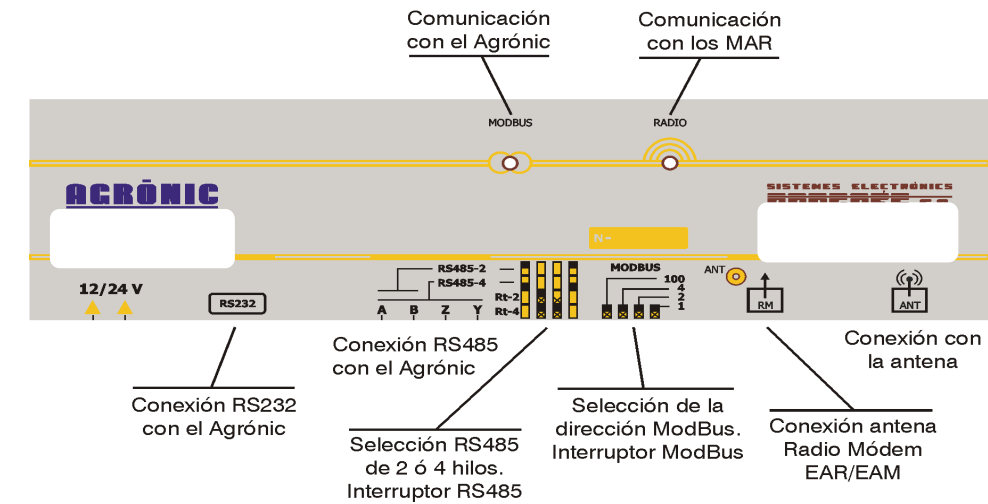 Comunicación
con el Agrónic
Comunicación
con los MAR
MODBUS
RADIO
AGRÓNIC
SISTEMES ELECTRÒNICS
N-
RS485-2
RS485-4
Rt-2
Rt-4
A B Z Y
12/24 V
RS232
MODBUS
100
4
2
1
ANT
RM
ANT
Conexión RS485
con el Agrónic
Conexión con
la antena
Conexión RS232
con el Agrónic
Selección RS485
de 2 ó 4 hilos.
Interruptor RS485
Selección de la
dirección ModBus.
Interruptor ModBus
Conexión antena
Radio Módem
EAR/EAM